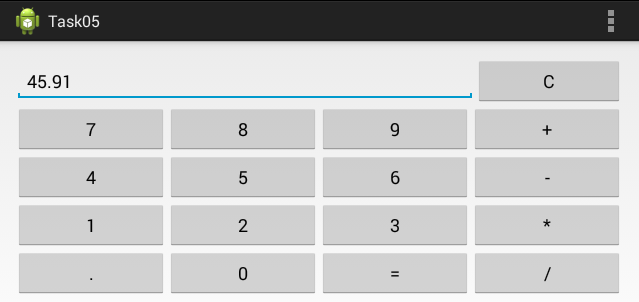 Task05
45.91 C
7 8 9 +
4 5 6 -
1 2 3 *
. 0 = /